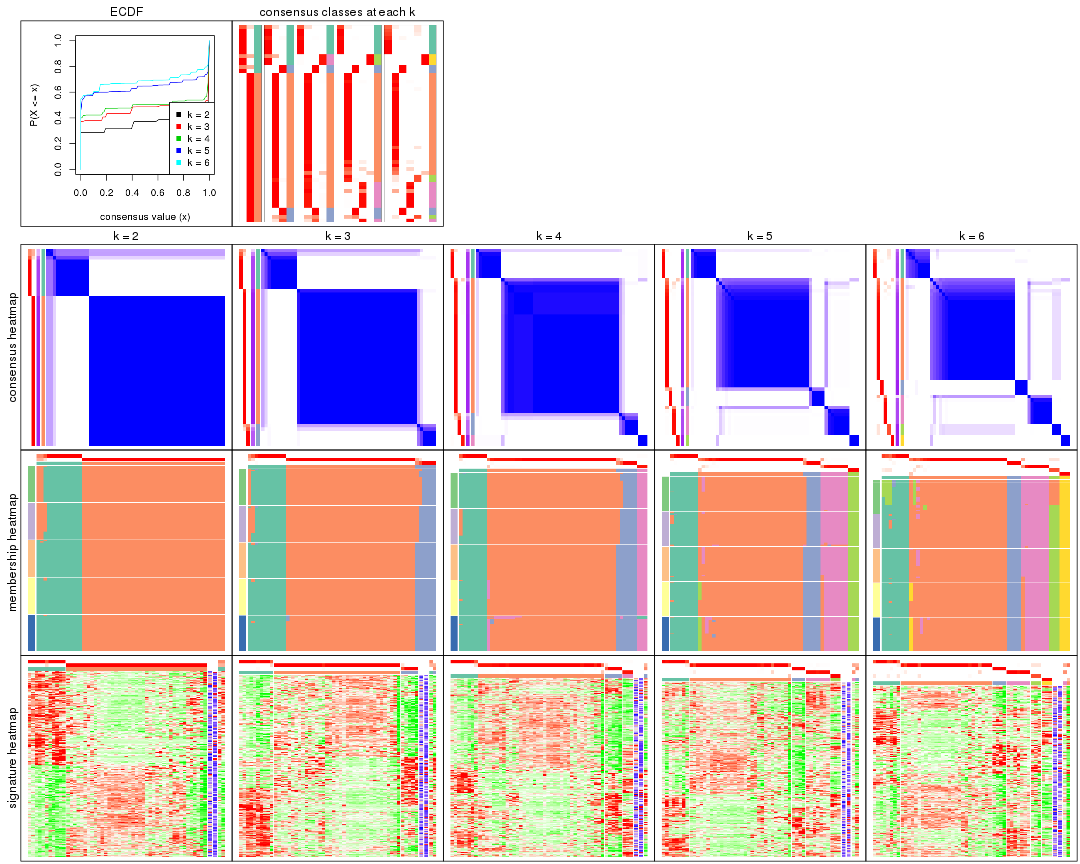 ECDF
consensus classes at each k
P(X <= x)
0.0 0.2 0.4 0.6 0.8 1.0
k = 2
k = 3
k = 4
k = 5
k = 6
0.0 0.2 0.4 0.6 0.8 1.0
consensus value (x)
k = 2
k = 3
k = 4
k = 5
k = 6
consensus heatmap
membership heatmap
signature heatmap